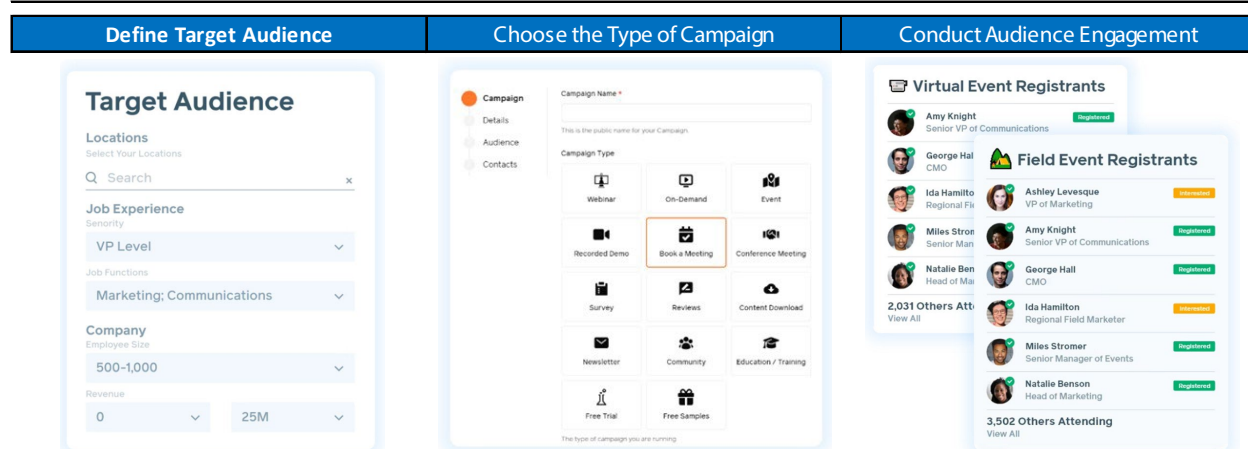 Define Target Audience
Choose the Type of Campaign
Conduct Audience Engagement
Target Audience
Locations
Select Your Locations
Search x
Job Experience
Senority
VP Level
Job Functions
Marketing; Communications
Company
Employee Size
500-1,000
Revenue
0 25M
Campaign
Details
Audience
Contacts
Campaign Name *
This is the public name for your Campaign.
Campaign Type
Webinar On-Demand Event
Recorded Demo Book a Meeting Conference Meeting
Survey Reviews Content Download
Newsletter Community Education / Training
Free Trial Free Samples
The type of campaign you are running
Virtual Event Registrants
Amy Knight Registered
Senior VP of Communications
George Hal
CMO
Ida Hamilto
Regional Fi
Miles Stron
Senior Man
Natalie Ben
Head of Ma
2,031 Others Att
View All
Field Event Registrants
Ashley Levesque Interested
VP of Marketing
Amy Knight Registered
Senior VP of Communications
George Hall Registered
CMO
Ida Hamilton Interested
Regional Field Marketer
Miles Stromer Registered
Senior Manager of Events
Natalie Benson Registered
Head of Marketing
3,502 Others Attending
View All